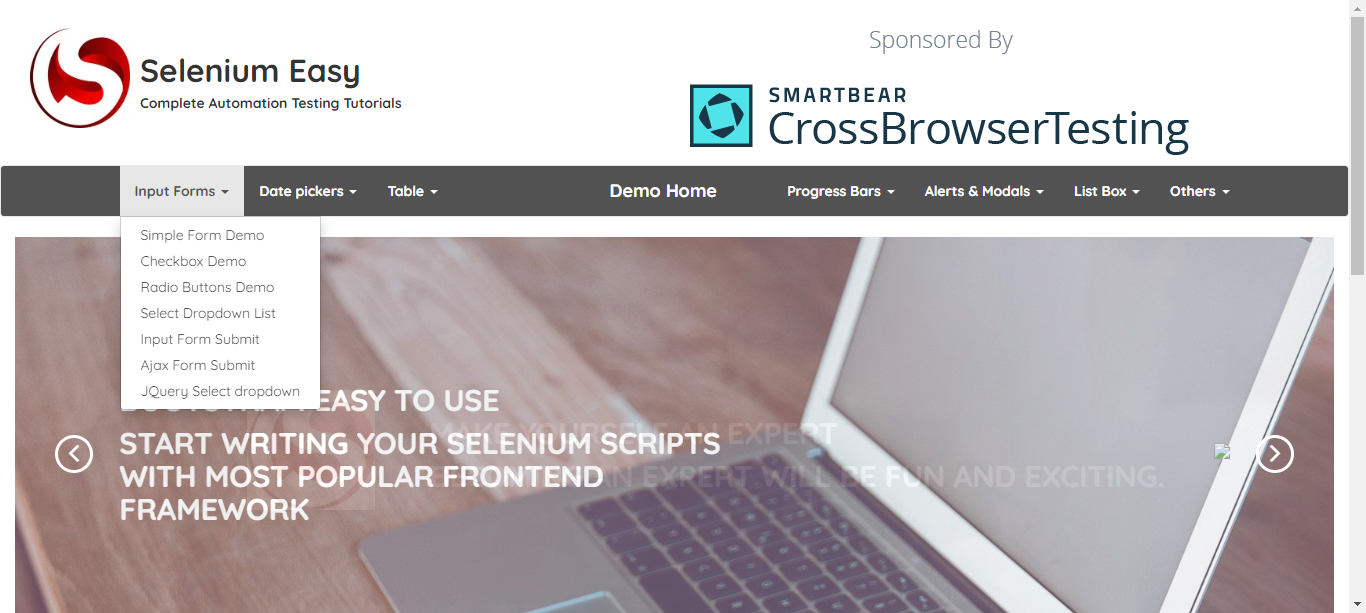 Selenium Easy
Complete Automation Testing Tutorials
Sponsored By
SMARTBEAR
CrossBrowserTesting
Input Forms Date pickers Table Demo Home Progress Bars Alerts & Modals List Box Others
Simple Form Demo
Checkbox Demo
Radio Buttons Demo
Select Dropdown List
Input Form Submit
Ajax Form Submit
JQuery Select dropdown
EASY TO USE
START WRITING YOUR SELENIUM SCRIPTS
WITH MOST POPULAR FRONTEND
FRAMEWORK
MAKE YOURSELF AN EXPERT
AN EXPERT WILL BE FUN AND EXCITING.